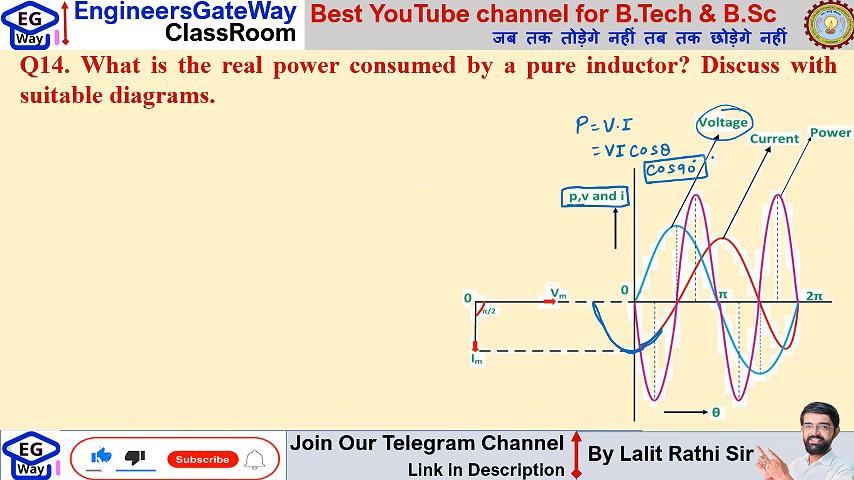 EG
Way
EngineersGateWay
ClassRoom
Best YouTube channel for B.Tech & B.Sc
जब तक तोड़ेगे नहीं तब तक छोड़ेगे नहीं
Q14. What is the real power consumed by a pure inductor? Discuss with
suitable diagrams.
P = V·I
= VI cosθ
cos90°
Voltage
Current
Power
p,v and i
0
π
2π
0
Vm
π/2
Im
θ
EG
Way
Subscribe
Join Our Telegram Channel
Link in Description
By Lalit Rathi Sir